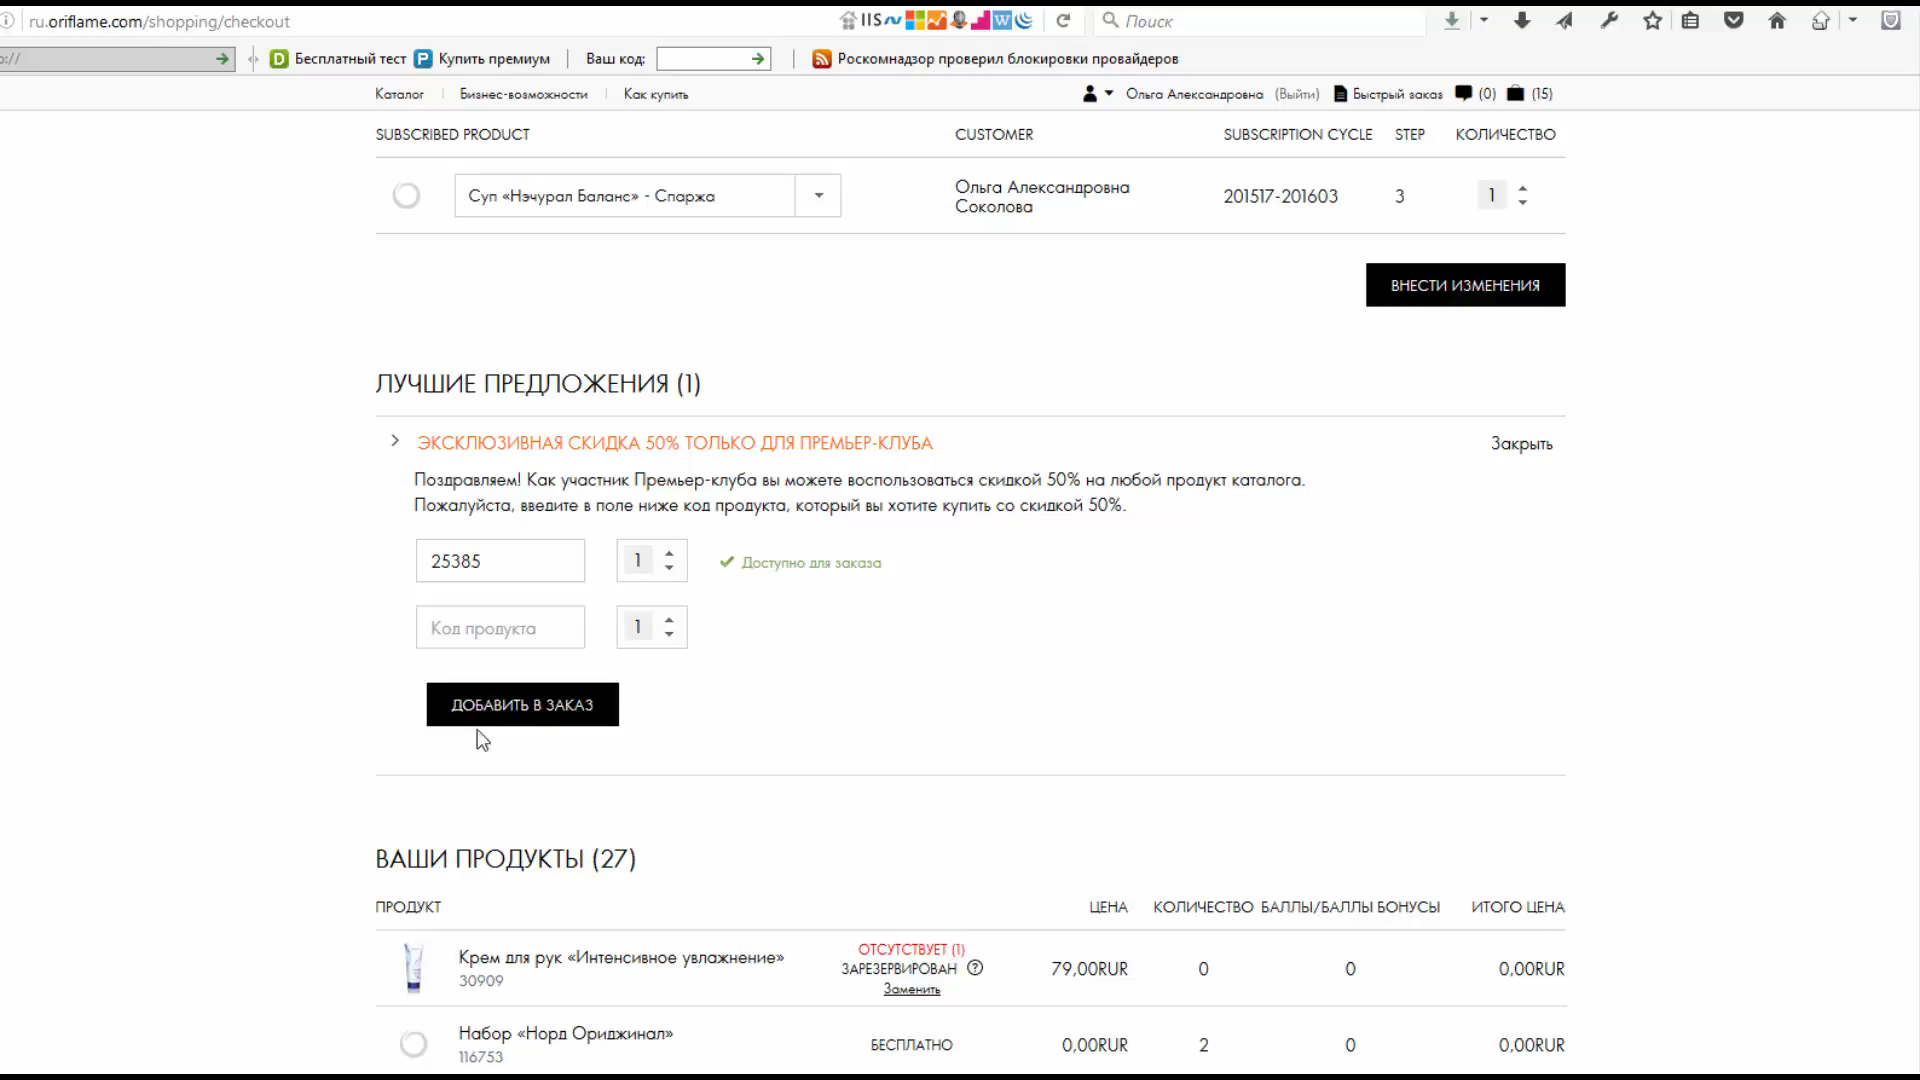 ru.oriflame.com/shopping/checkout
IIS
W
Поиск
://
D Бесплатный тест P Купить премиум
Ваш код:
Роскомнадзор проверил блокировки провайдеров
Каталог
Бизнес-возможности
Как купить
Ольга Александровна (Выйти)
Быстрый заказ
(0)
(15)
SUBSCRIBED PRODUCT CUSTOMER SUBSCRIPTION CYCLE STEP КОЛИЧЕСТВО
Суп «Нэчурал Баланс» - Спаржа
Ольга Александровна
Соколова
201517-201603 3 1
ВНЕСТИ ИЗМЕНЕНИЯ
ЛУЧШИЕ ПРЕДЛОЖЕНИЯ (1)
ЭКСКЛЮЗИВНАЯ СКИДКА 50% ТОЛЬКО ДЛЯ ПРЕМЬЕР-КЛУБА
Закрыть
Поздравляем! Как участник Премьер-клуба вы можете воспользоваться скидкой 50% на любой продукт каталога.
Пожалуйста, введите в поле ниже код продукта, который вы хотите купить со скидкой 50%.
25385 1 Доступно для заказа
Код продукта 1
ДОБАВИТЬ В ЗАКАЗ
ВАШИ ПРОДУКТЫ (27)
ПРОДУКТ ЦЕНА КОЛИЧЕСТВО БАЛЛЫ/БАЛЛЫ БОНУСЫ ИТОГО ЦЕНА
Крем для рук «Интенсивное увлажнение»
30909
ОТСУТСТВУЕТ (1)
ЗАРЕЗЕРВИРОВАН ?
Заменить
79,00RUR 0 0 0,00RUR
Набор «Норд Ориджинал»
116753
БЕСПЛАТНО 0,00RUR 2 0 0,00RUR